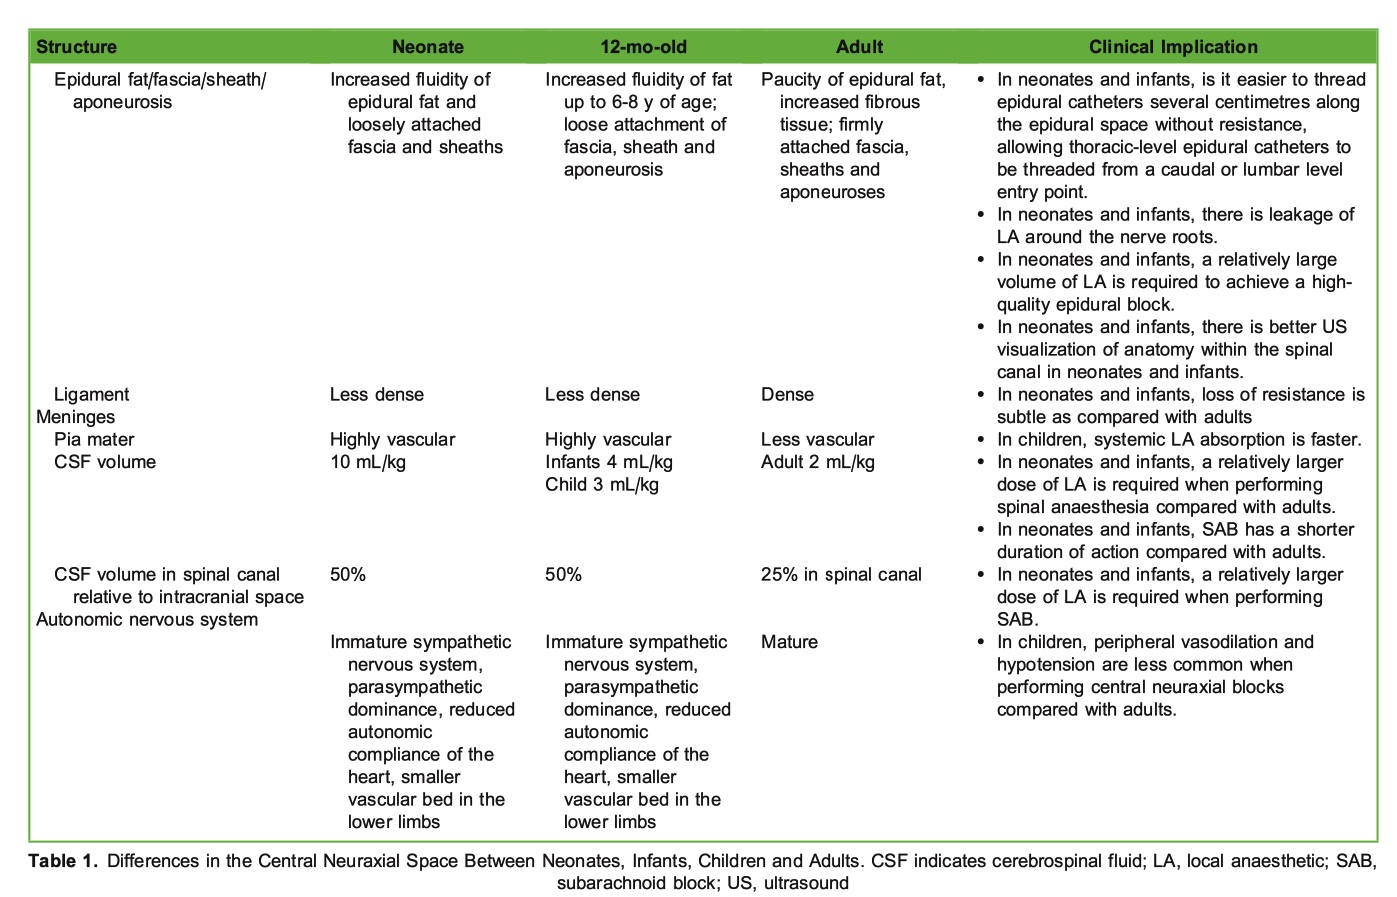 Structure Neonate 12-mo-old Adult Clinical Implication
Epidural fat/fascia/sheath/
aponeurosis
Increased fluidity of
epidural fat and
loosely attached
fascia and sheaths
Increased fluidity of fat
up to 6-8 y of age;
loose attachment of
fascia, sheath and
aponeurosis
Paucity of epidural fat,
increased fibrous
tissue; firmly
attached fascia,
sheaths and
aponeuroses
• In neonates and infants, is it easier to thread
epidural catheters several centimetres along
the epidural space without resistance,
allowing thoracic-level epidural catheters to
be threaded from a caudal or lumbar level
entry point.
• In neonates and infants, there is leakage of
LA around the nerve roots.
• In neonates and infants, a relatively large
volume of LA is required to achieve a high-
quality epidural block.
• In neonates and infants, there is better US
visualization of anatomy within the spinal
canal in neonates and infants.
Ligament
Less dense
Less dense
Dense
• In neonates and infants, loss of resistance is
subtle as compared with adults
Meninges
Pia mater
Highly vascular
Highly vascular
Less vascular
• In children, systemic LA absorption is faster.
CSF volume
10 mL/kg
Infants 4 mL/kg
Child 3 mL/kg
Adult 2 mL/kg
• In neonates and infants, a relatively larger
dose of LA is required when performing
spinal anaesthesia compared with adults.
• In neonates and infants, SAB has a shorter
duration of action compared with adults.
CSF volume in spinal canal
relative to intracranial space
50%
50%
25% in spinal canal
• In neonates and infants, a relatively larger
dose of LA is required when performing
SAB.
Autonomic nervous system
Immature sympathetic
nervous system,
parasympathetic
dominance, reduced
autonomic
compliance of the
heart, smaller
vascular bed in the
lower limbs
Immature sympathetic
nervous system,
parasympathetic
dominance, reduced
autonomic
compliance of the
heart, smaller
vascular bed in the
lower limbs
Mature
• In children, peripheral vasodilation and
hypotension are less common when
performing central neuraxial blocks
compared with adults.
Table 1. Differences in the Central Neuraxial Space Between Neonates, Infants, Children and Adults. CSF indicates cerebrospinal fluid; LA, local anaesthetic; SAB,
subarachnoid block; US, ultrasound